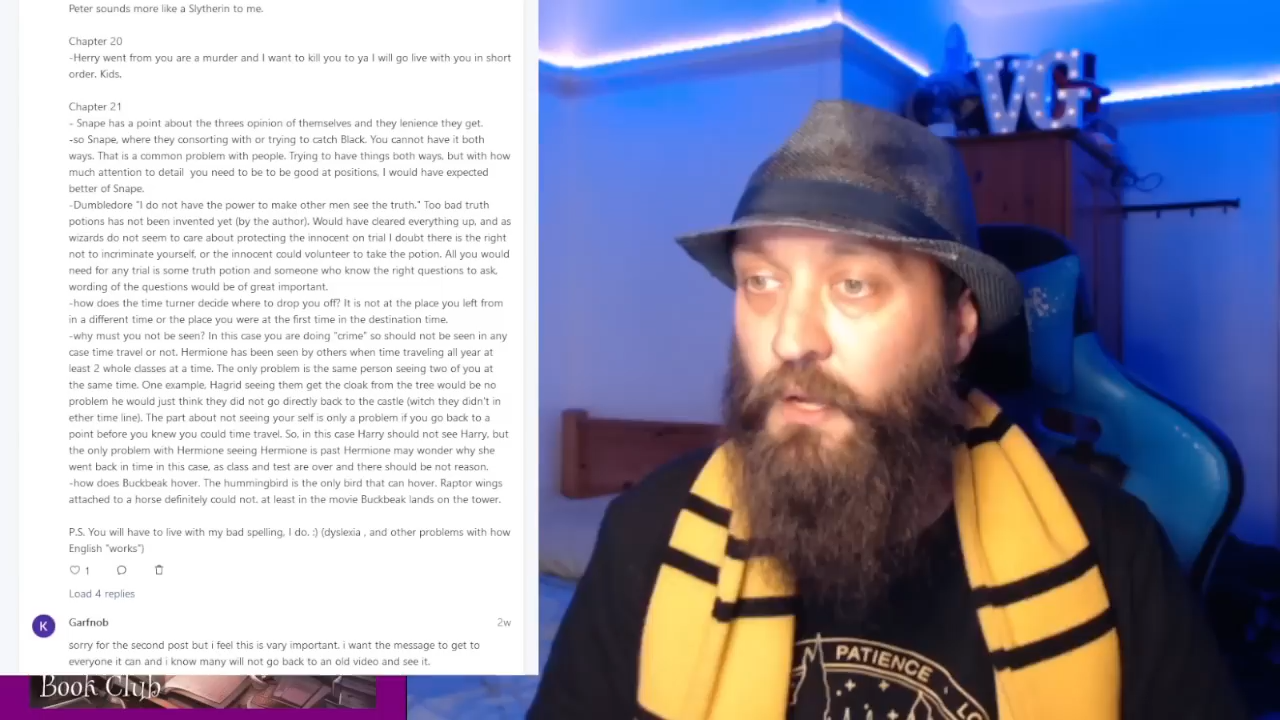 Peter sounds more like a Slytherin to me.
Chapter 20
-Herry went from you are a murder and I want to kill you to ya I will go live with you in short
order. Kids.
Chapter 21
- Snape has a point about the threes opinion of themselves and they lenience they get.
-so Snape, where they consorting with or trying to catch Black. You cannot have it both
ways. That is a common problem with people. Trying to have things both ways, but with how
much attention to detail  you need to be to be good at positions, I would have expected
better of Snape.
-Dumbledore "I do not have the power to make other men see the truth." Too bad truth
potions has not been invented yet (by the author). Would have cleared everything up, and as
wizards do not seem to care about protecting the innocent on trial I doubt there is the right
not to incriminate yourself. or the innocent could volunteer to take the potion. All you would
need for any trial is some truth potion and someone who know the right questions to ask.
wording of the questions would be of great important.
-how does the time turner decide where to drop you off? It is not at the place you left from
in a different time or the place you were at the first time in the destination time.
-why must you not be seen? In this case you are doing "crime" so should not be seen in any
case time travel or not. Hermione has been seen by others when time traveling all year at
least 2 whole classes at a time. The only problem is the same person seeing two of you at
the same time. One example, Hagrid seeing them get the cloak from the tree would be no
problem he would just think they did not go directly back to the castle (witch they didn't in
ether time line). The part about not seeing your self is only a problem if you go back to a
point before you knew you could time travel. So, in this case Harry should not see Harry, but
the only problem with Hermione seeing Hermione is past Hermione may wonder why she
went back in time in this case, as class and test are over and there should be not reason.
-how does Buckbeak hover. The hummingbird is the only bird that can hover. Raptor wings
attached to a horse definitely could not. at least in the movie Buckbeak lands on the tower.
P.S. You will have to live with my bad spelling, I do. :) (dyslexia , and other problems with how
English "works")
1
Load 4 replies
K
Garfnob
2w
sorry for the second post but i feel this is vary important. i want the message to get to
everyone it can and i know many will not go back to an old video and see it.
Book Club
VG
PATIENCE
LO